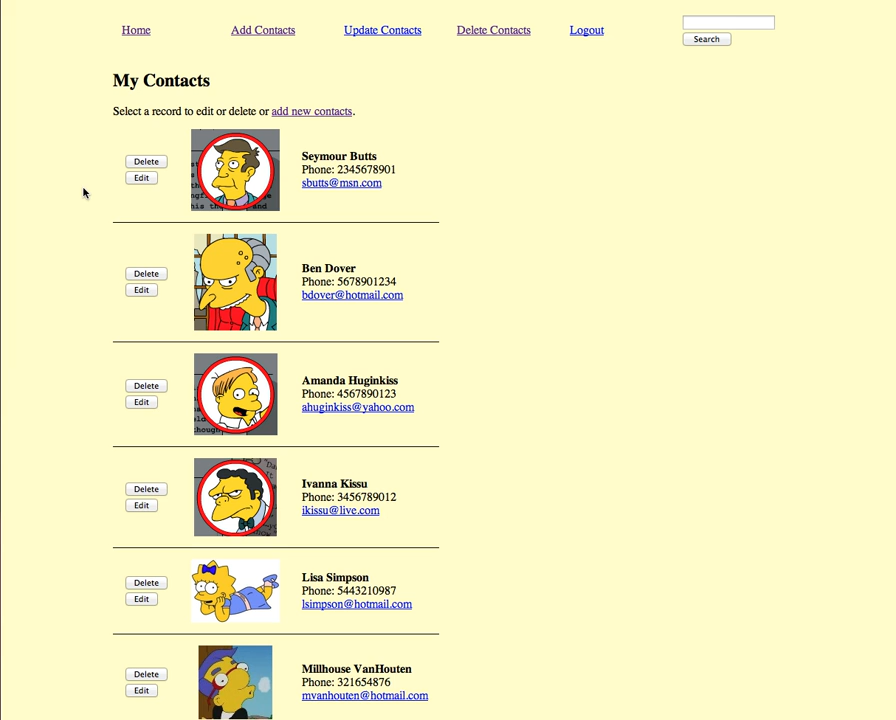 Home Add Contacts Update Contacts Delete Contacts Logout
Search
My Contacts
Select a record to edit or delete or add new contacts.
Delete
Edit
Seymour Butts
Phone: 2345678901
sbutts@msn.com
Delete
Edit
Ben Dover
Phone: 5678901234
bdover@hotmail.com
Delete
Edit
Amanda Huginkiss
Phone: 4567890123
ahuginkiss@yahoo.com
Delete
Edit
Ivanna Kissu
Phone: 3456789012
ikissu@live.com
Delete
Edit
Lisa Simpson
Phone: 5443210987
lsimpson@hotmail.com
Delete
Edit
Millhouse VanHouten
Phone: 321654876
mvanhouten@hotmail.com